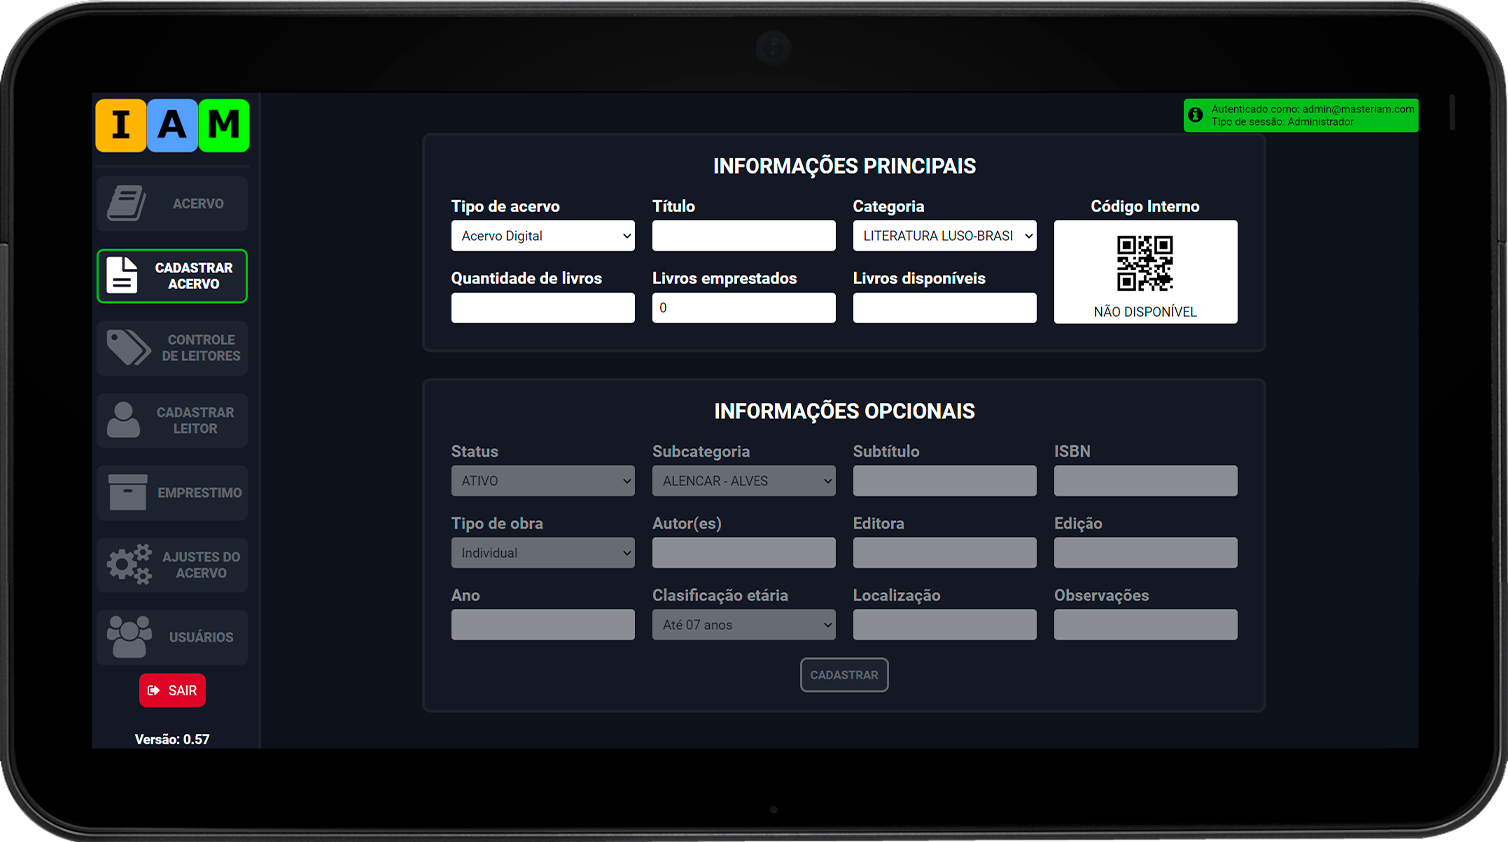 IAM
Autenticado como: admin@masteriam.com
Tipo de sessão: Administrador
ACERVO
CADASTRAR
ACERVO
CONTROLE
DE LEITORES
CADASTRAR
LEITOR
EMPRESTIMO
AJUSTES DO
ACERVO
USUÁRIOS
SAIR
Versão: 0.57
INFORMAÇÕES PRINCIPAIS
Tipo de acervo
Título
Categoria
Código Interno
Acervo Digital
LITERATURA LUSO-BRASI
Quantidade de livros
Livros emprestados
Livros disponíveis
0
NÃO DISPONÍVEL
INFORMAÇÕES OPCIONAIS
Status
Subcategoria
Subtítulo
ISBN
ATIVO
ALENCAR - ALVES
Tipo de obra
Autor(es)
Editora
Edição
Individual
Ano
Clasificação etária
Localização
Observações
Até 07 anos
CADASTRAR